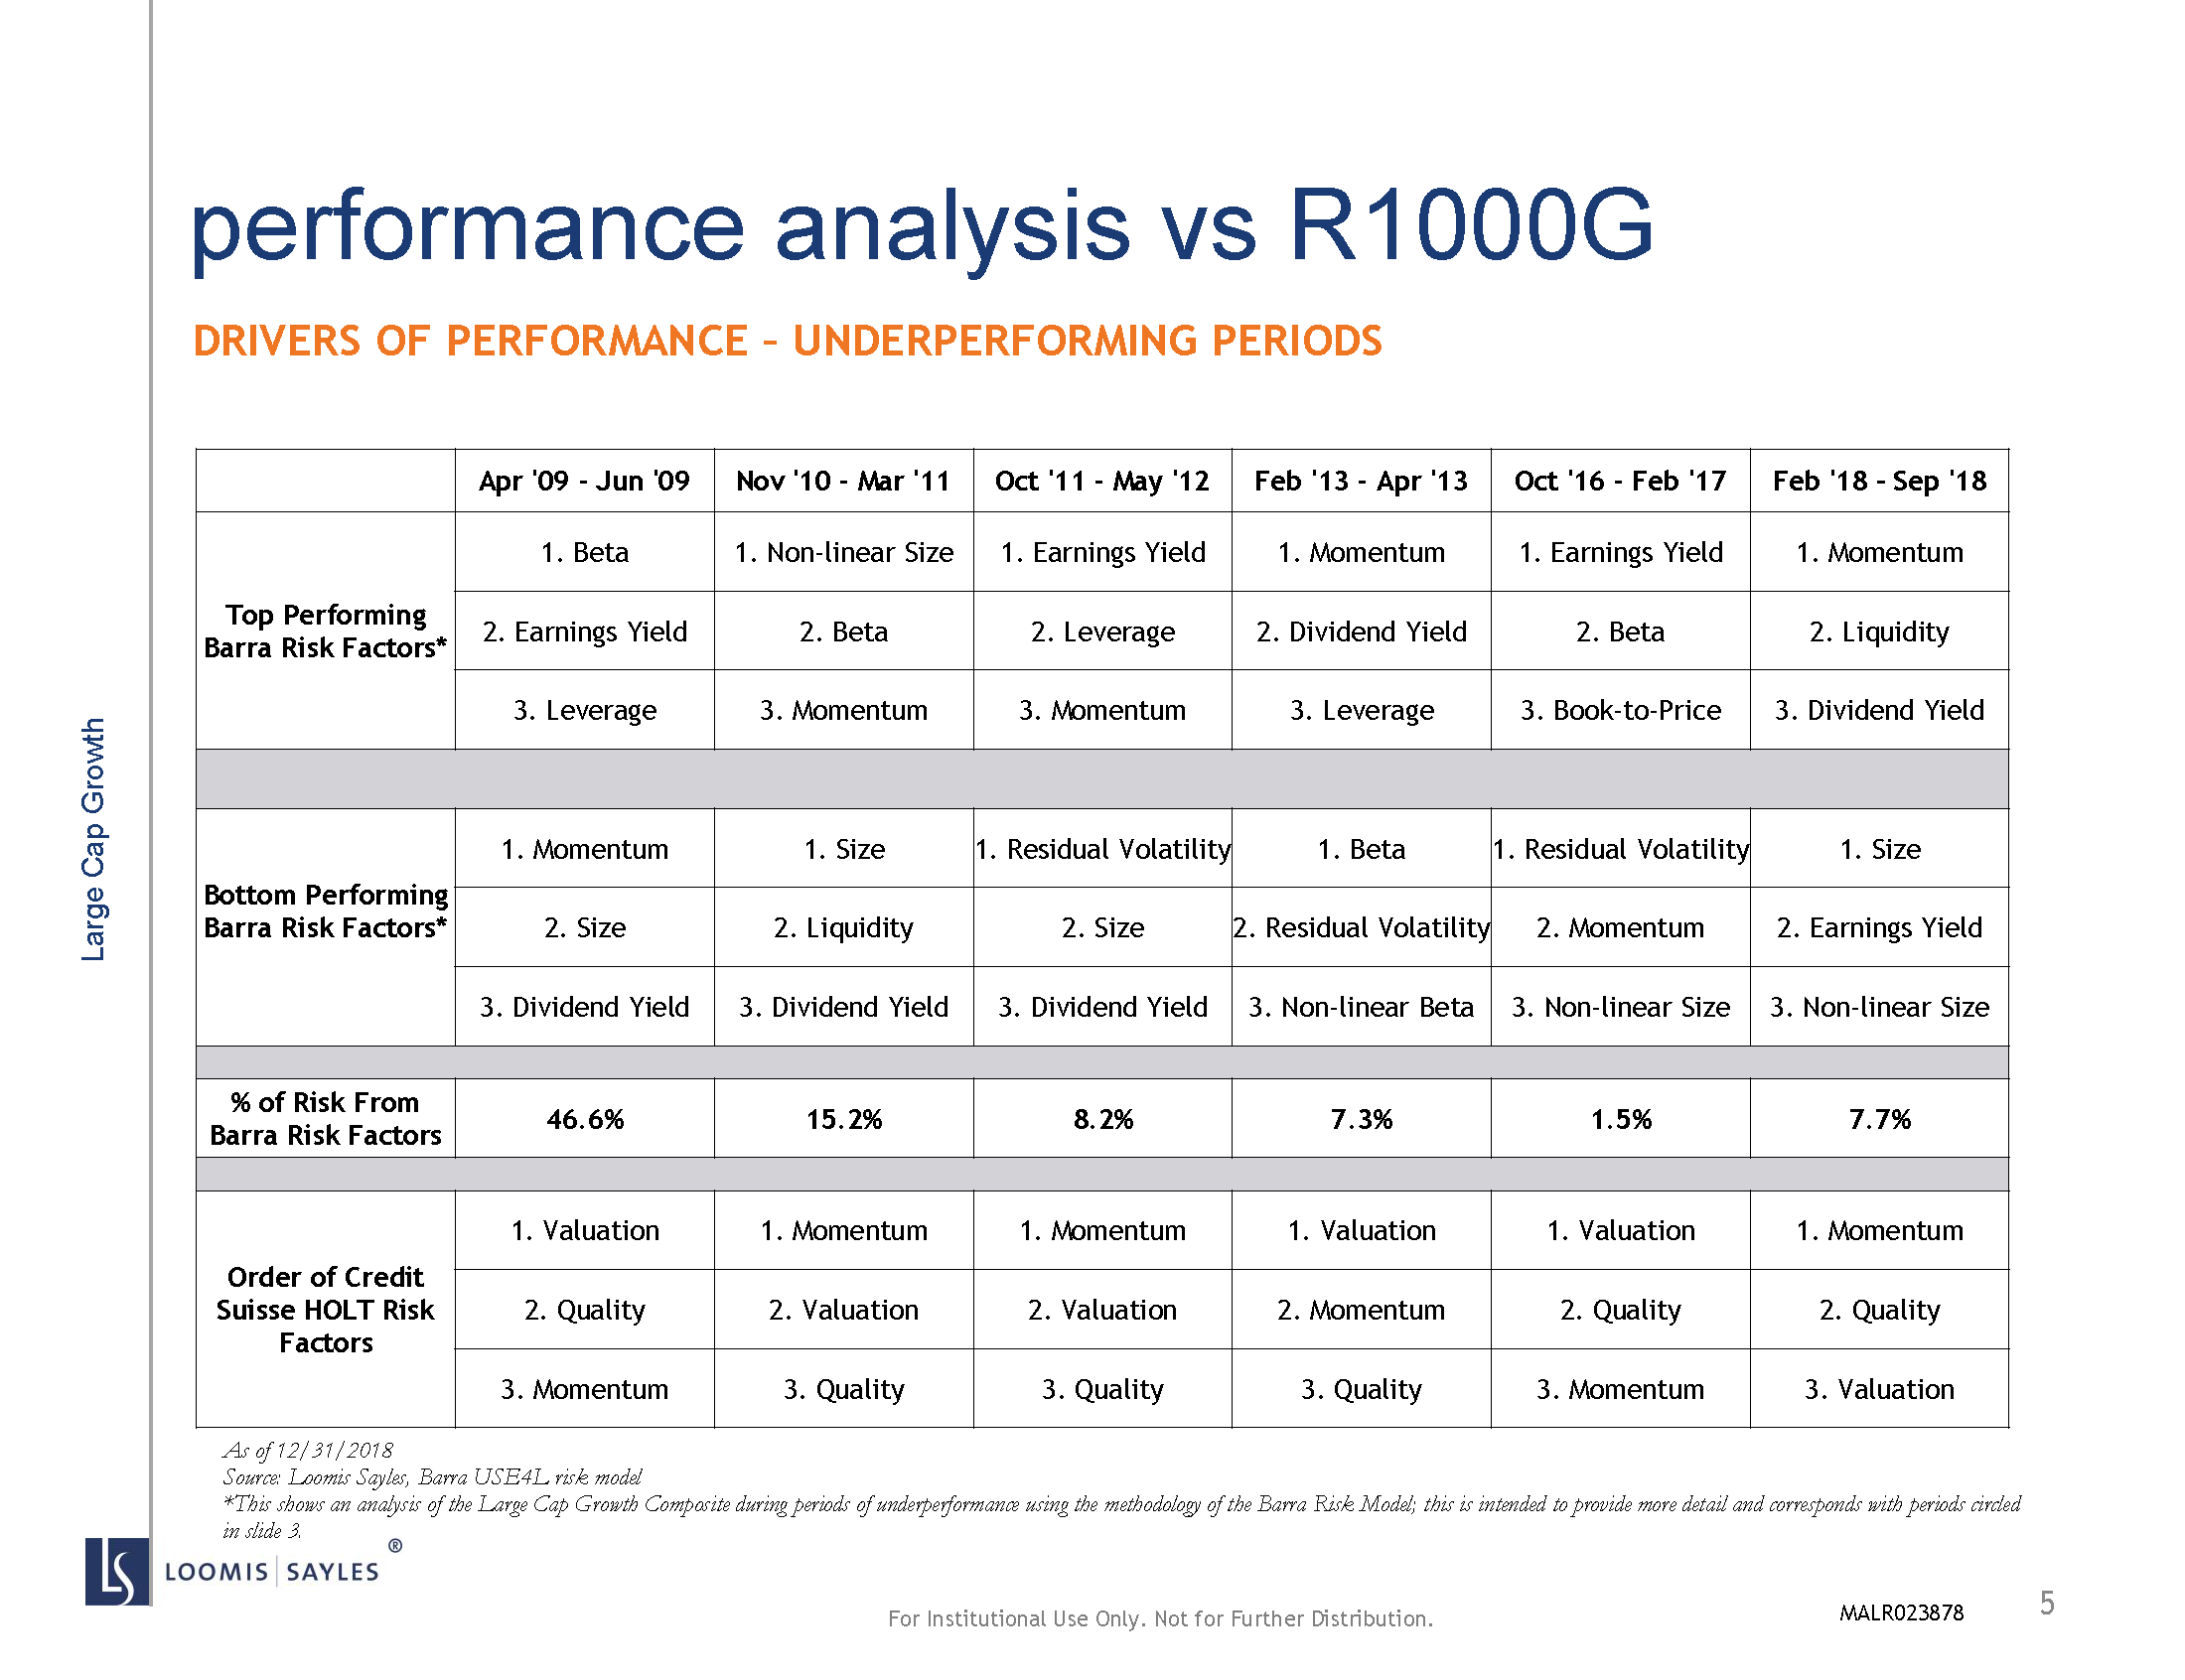 performance analysis vs R1000G
DRIVERS OF PERFORMANCE – UNDERPERFORMING PERIODS
Large Cap Growth
Apr '09 - Jun '09 Nov '10 - Mar '11 Oct '11 - May '12 Feb '13 - Apr '13 Oct '16 - Feb '17 Feb '18 - Sep '18
Top Performing
Barra Risk Factors*
1. Beta 1. Non-linear Size 1. Earnings Yield 1. Momentum 1. Earnings Yield 1. Momentum
2. Earnings Yield 2. Beta 2. Leverage 2. Dividend Yield 2. Beta 2. Liquidity
3. Leverage 3. Momentum 3. Momentum 3. Leverage 3. Book-to-Price 3. Dividend Yield
Bottom Performing
Barra Risk Factors*
1. Momentum 1. Size 1. Residual Volatility 1. Beta 1. Residual Volatility 1. Size
2. Size 2. Liquidity 2. Size 2. Residual Volatility 2. Momentum 2. Earnings Yield
3. Dividend Yield 3. Dividend Yield 3. Dividend Yield 3. Non-linear Beta 3. Non-linear Size 3. Non-linear Size
% of Risk From
Barra Risk Factors
46.6% 15.2% 8.2% 7.3% 1.5% 7.7%
Order of Credit
Suisse HOLT Risk
Factors
1. Valuation 1. Momentum 1. Momentum 1. Valuation 1. Valuation 1. Momentum
2. Quality 2. Valuation 2. Valuation 2. Momentum 2. Quality 2. Quality
3. Momentum 3. Quality 3. Quality 3. Quality 3. Momentum 3. Valuation
As of 12/31/2018
Source: Loomis Sayles, Barra USE4L risk model
*This shows an analysis of the Large Cap Growth Composite during periods of underperformance using the methodology of the Barra Risk Model; this is intended to provide more detail and corresponds with periods circled
in slide 3.
LS LOOMIS | SAYLES ®
For Institutional Use Only. Not for Further Distribution.
MALR023878
5